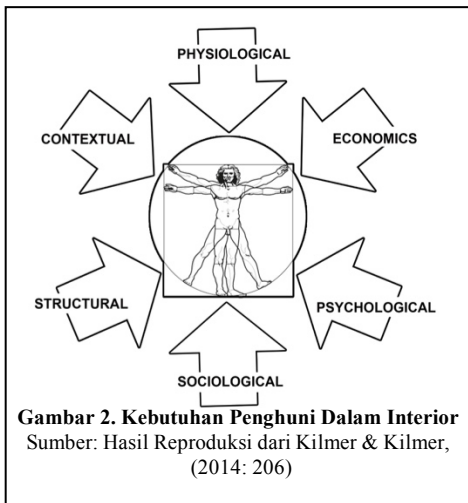 PHYSIOLOGICAL
CONTEXTUAL
ECONOMICS
STRUCTURAL
PSYCHOLOGICAL
SOCIOLOGICAL
Gambar 2. Kebutuhan Penghuni Dalam Interior
Sumber: Hasil Reproduksi dari Kilmer & Kilmer,
(2014: 206)